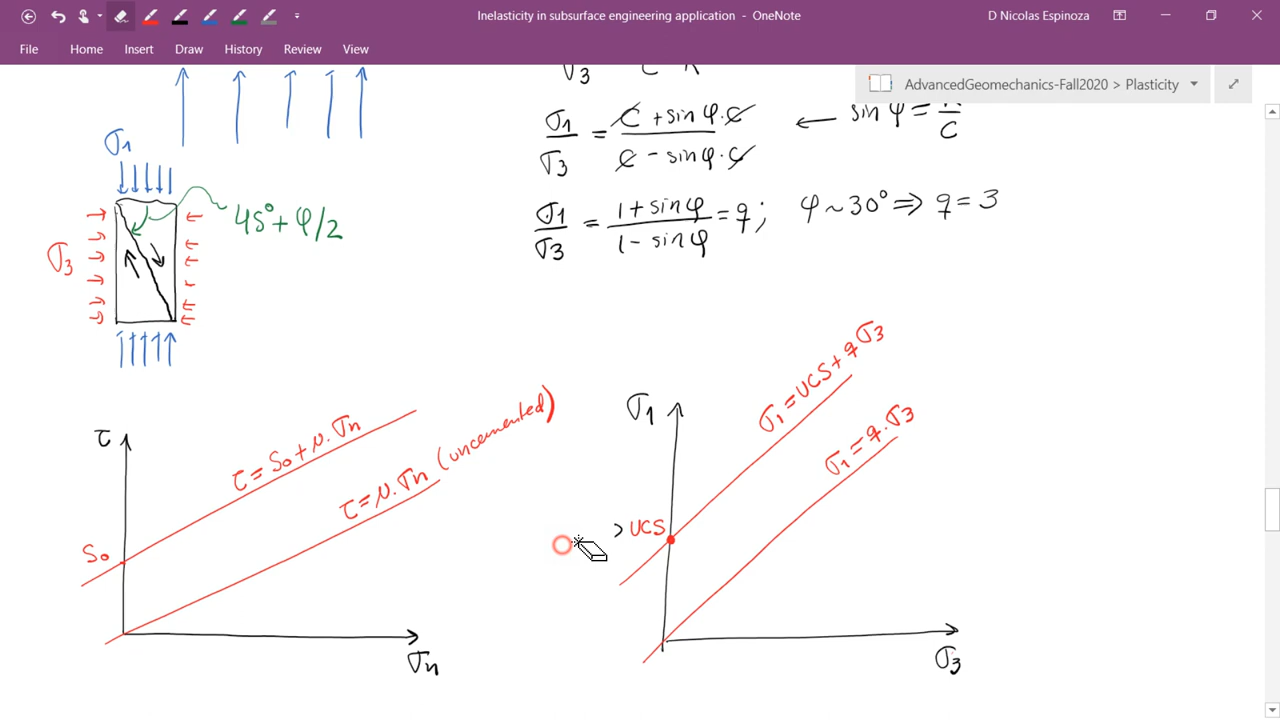 Inelasticity in subsurface engineering application - OneNote
D Nicolas Espinoza
File Home Insert Draw History Review View
AdvancedGeomechanics-Fall2020 > Plasticity
σ3
σ1/σ3 = C + sin φ · C / C - sin φ · C ← sin φ = R/C
σ1
45° + φ/2
σ1/σ3 = 1 + sin φ / 1 - sin φ = q; φ ~ 30° ⇒ q = 3
σ3
τ
τ = S0 + μ · σn
τ = μ · σn (uncemented)
S0
σn
σ1
σ1 = UCS + q σ3
σ1 = q · σ3
> UCS
σ3